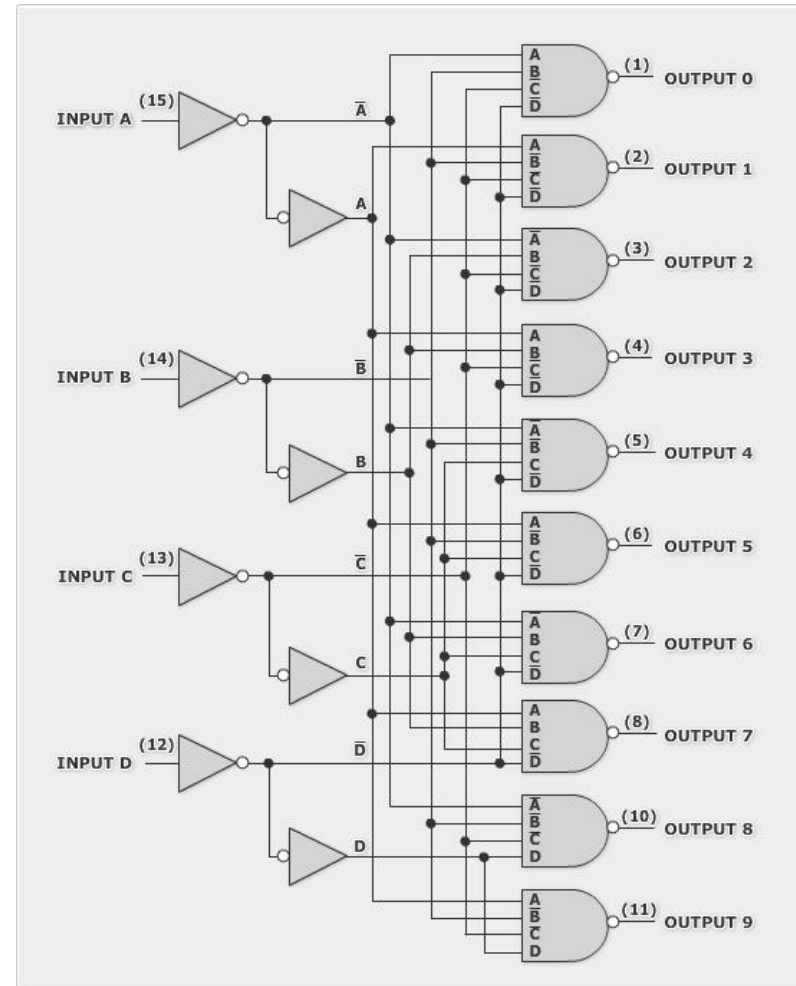 INPUT A
(15)
A̅
A
INPUT B
(14)
B̅
B
INPUT C
(13)
C̅
C
INPUT D
(12)
D̅
D
A
B
C̅
D̅
(1)
OUTPUT 0
A
B̅
C̅
D̅
(2)
OUTPUT 1
A̅
B
C̅
D̅
(3)
OUTPUT 2
A
B
C̅
D̅
(4)
OUTPUT 3
A̅
B̅
C
D̅
(5)
OUTPUT 4
A
B̅
C
D̅
(6)
OUTPUT 5
A̅
B
C
D̅
(7)
OUTPUT 6
A
B
C
D̅
(8)
OUTPUT 7
A̅
B̅
C̅
D
(10)
OUTPUT 8
A
B̅
C̅
D
(11)
OUTPUT 9